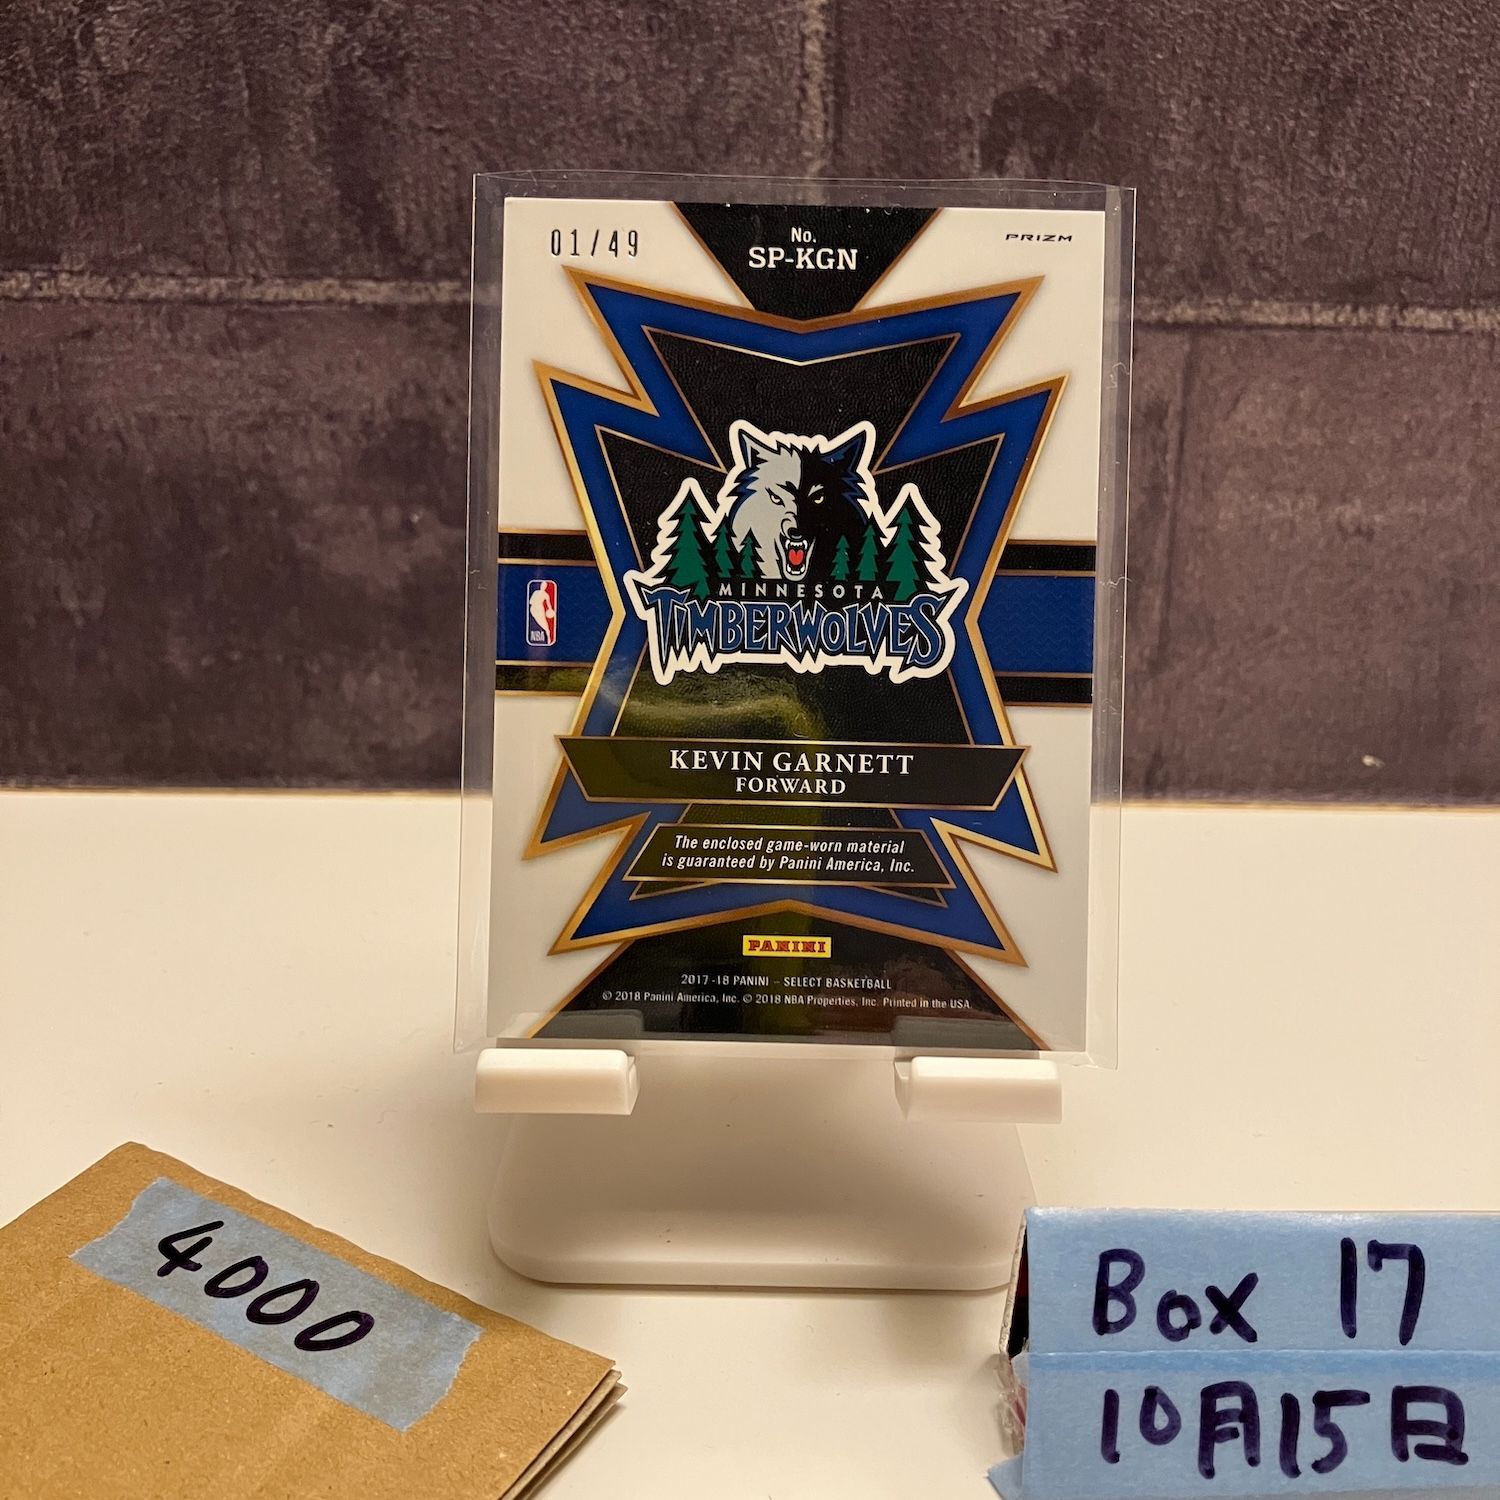 01/49
No.
SP-KGN
PRIZM
MINNESOTA
TIMBERWOLVES
NBA
KEVIN GARNETT
FORWARD
The enclosed game-worn material
is guaranteed by Panini America, Inc.
PANINI
2017-18 PANINI – SELECT BASKETBALL
© 2018 Panini America, Inc. © 2018 NBA Properties, Inc. Printed in the USA.
4000
Box 17
10月15日